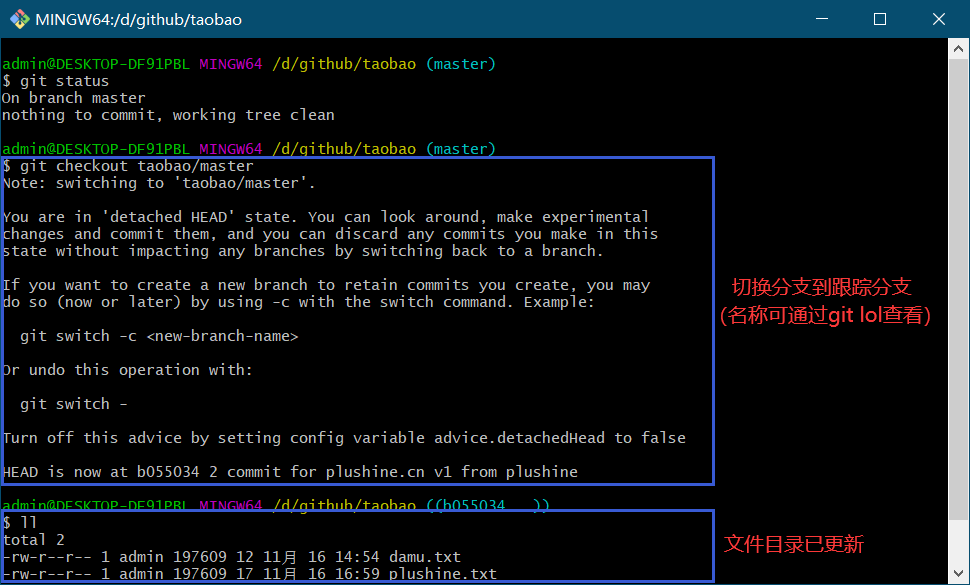 MINGW64:/d/github/taobao
admin@DESKTOP-DF91PBL MINGW64 /d/github/taobao (master)
$ git status
On branch master
nothing to commit, working tree clean
admin@DESKTOP-DF91PBL MINGW64 /d/github/taobao (master)
$ git checkout taobao/master
Note: switching to 'taobao/master'.
You are in 'detached HEAD' state. You can look around, make experimental
changes and commit them, and you can discard any commits you make in this
state without impacting any branches by switching back to a branch.
If you want to create a new branch to retain commits you create, you may
do so (now or later) by using -c with the switch command. Example:
git switch -c <new-branch-name>
Or undo this operation with:
git switch -
Turn off this advice by setting config variable advice.detachedHead to false
HEAD is now at b055034 2 commit for plushine.cn v1 from plushine
切换分支到跟踪分支
(名称可通过git lol查看)
admin@DESKTOP-DF91PBL MINGW64 /d/github/taobao ((b055034...))
$ ll
total 2
-rw-r--r-- 1 admin 197609 12 11月 16 14:54 damu.txt
-rw-r--r-- 1 admin 197609 17 11月 16 16:59 plushine.txt
文件目录已更新